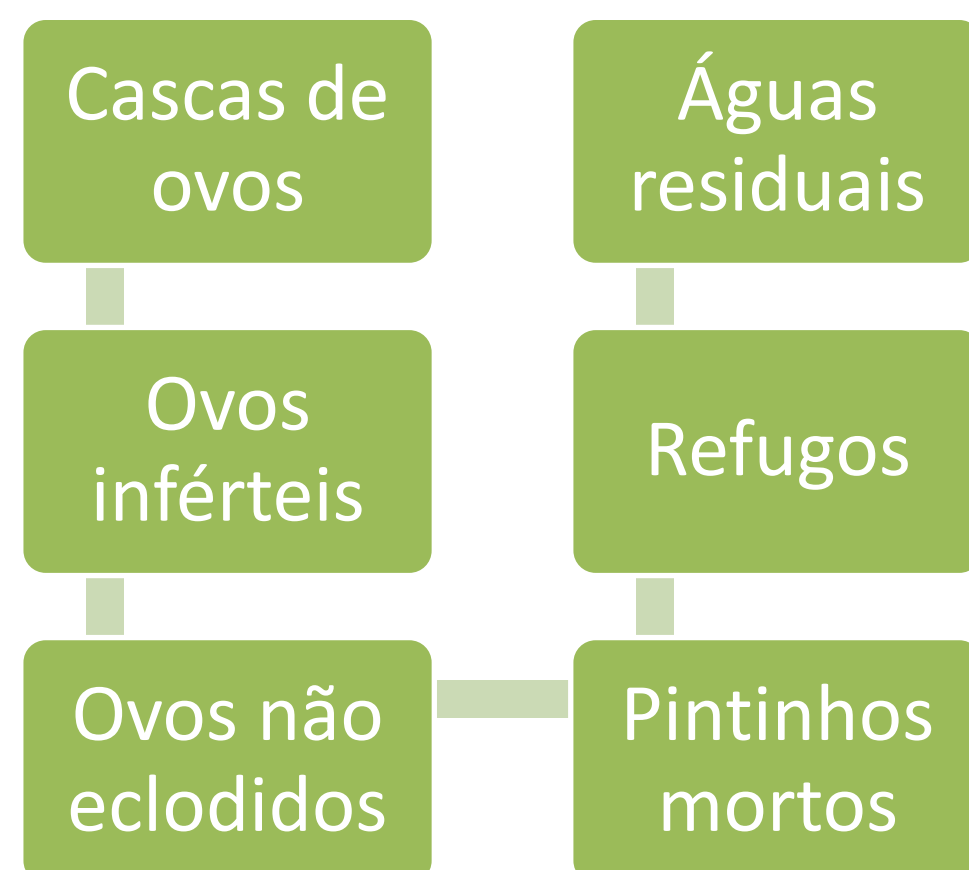 Cascas de
ovos
Ovos
inférteis
Ovos não
eclodidos
Pintinhos
mortos
Refugos
Águas
residuais